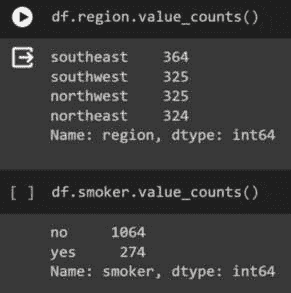 df.region.value_counts()
southeast 364
southwest 325
northwest 325
northeast 324
Name: region, dtype: int64
[ ] df.smoker.value_counts()
no 1064
yes 274
Name: smoker, dtype: int64